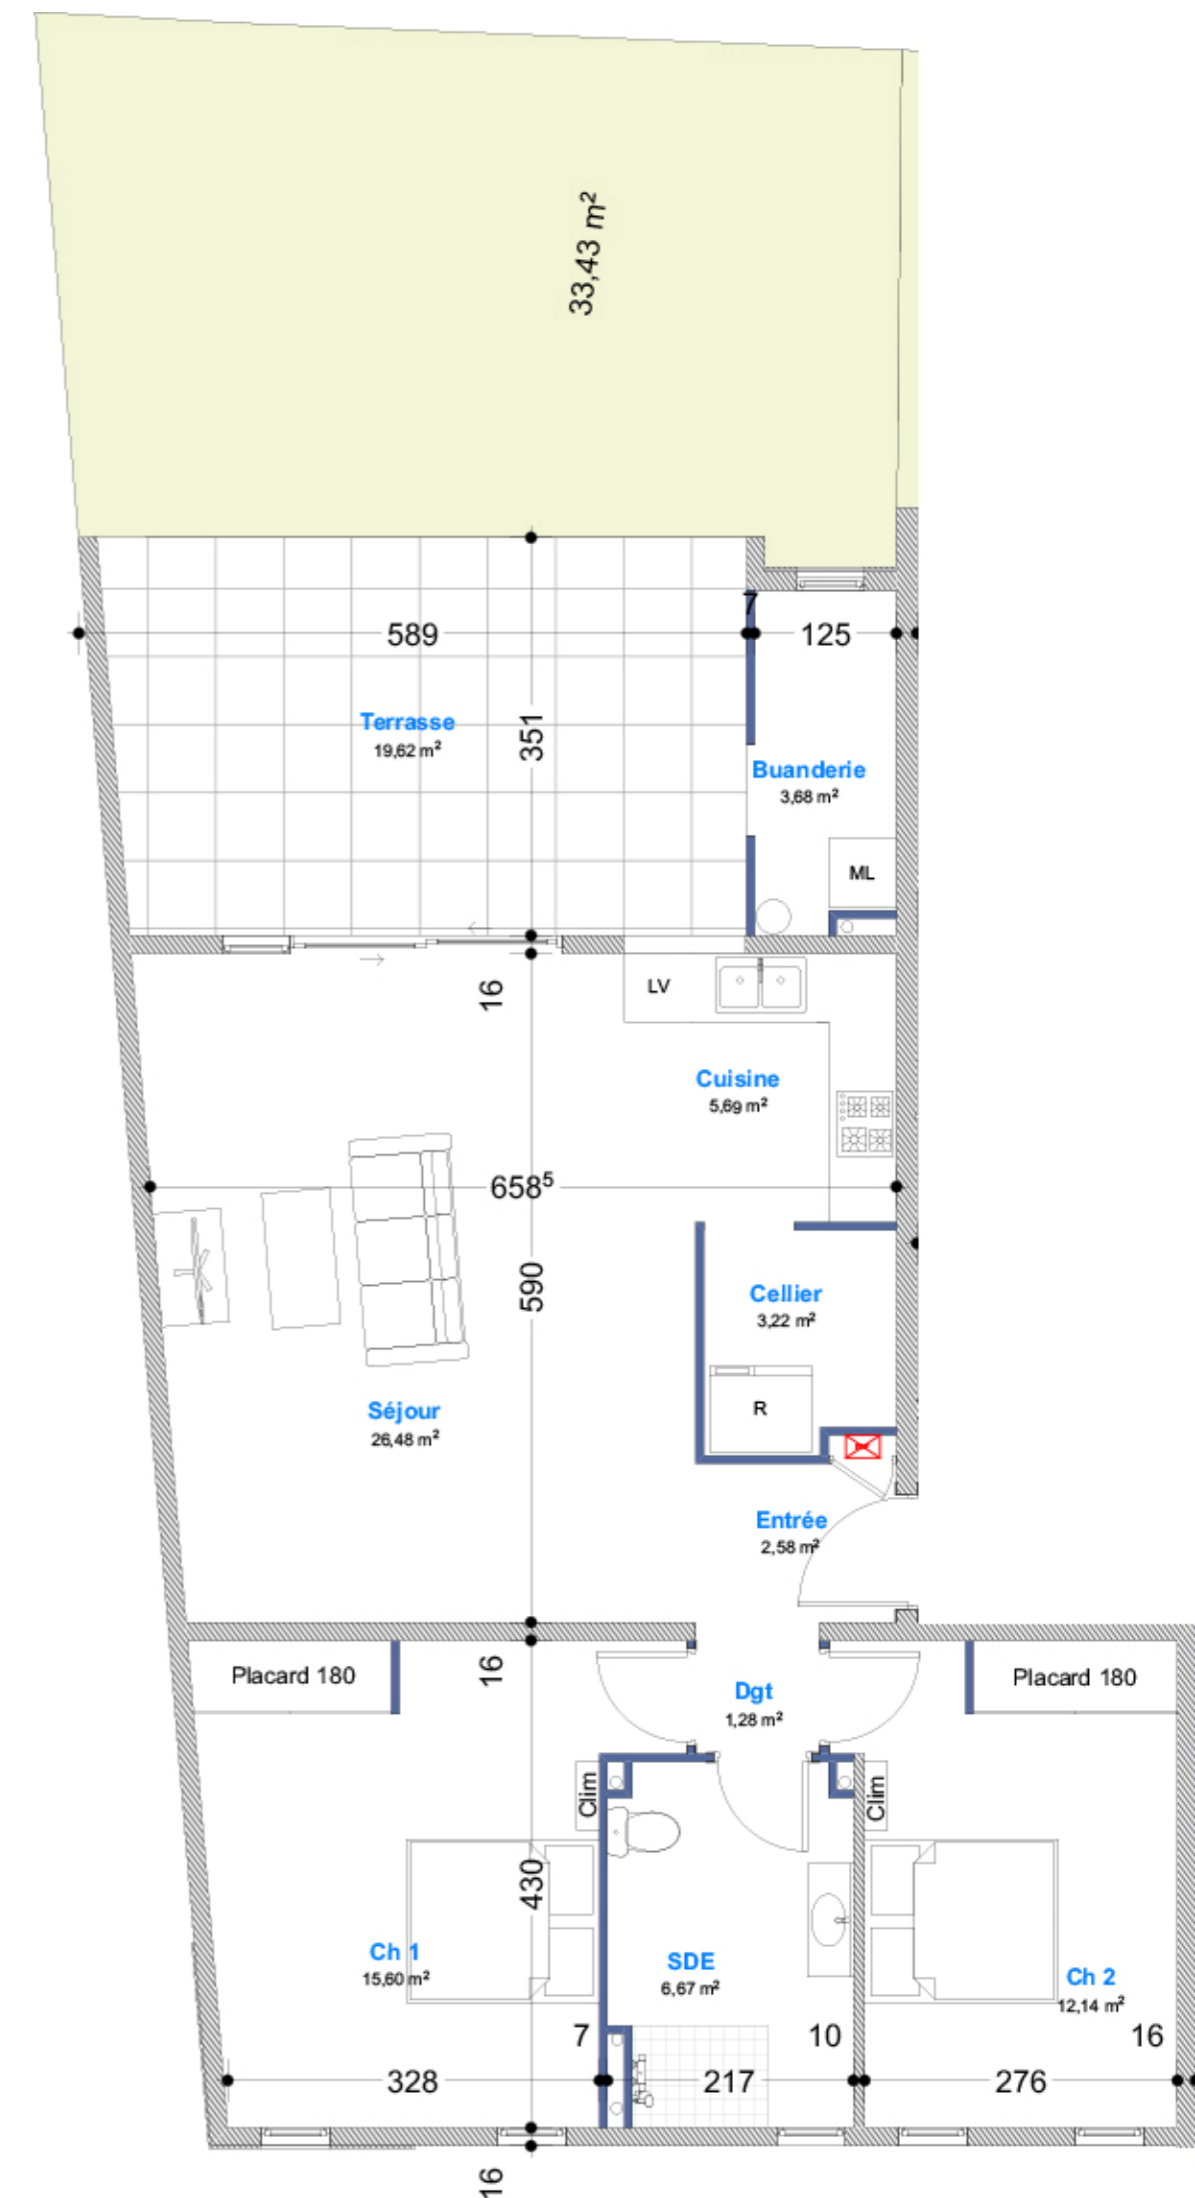 33,43 m²
7
589
125
Terrasse
19,62 m²
351
Buanderie
3,68 m²
ML
16
LV
Cuisine
5,69 m²
658⁵
590
Cellier
3,22 m²
R
Séjour
26,48 m²
Entrée
2,58 m²
Placard 180
16
Dgt
1,28 m²
Placard 180
Clim
Clim
430
Ch 1
15,60 m²
SDE
6,67 m²
Ch 2
12,14 m²
7
10
16
328
217
276
16